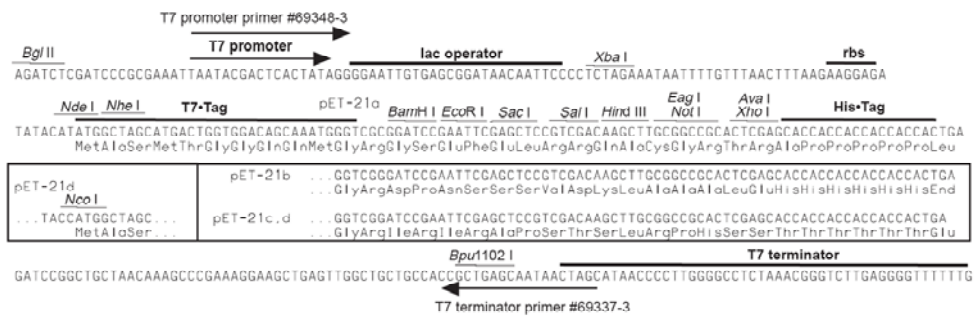 T7 promoter primer #69348-3
Bgl II T7 promoter lac operator Xba I rbs
AGATCTCGATCCCGCGAAATTAATACGACTCACTATAGGGGAATTGTGAGCGGATAACAATTCCCCTCTAGAAATAATTTTGTTTAACTTTAAGAAGGAGA
Nde I Nhe I T7•Tag pET-21a BamH I EcoR I Sac I Sal I Hind III Eag I Not I Ava I Xho I His•Tag
TATACATATGGCTAGCATGACTGGTGGACAGCAAATGGGTCGCGGATCCGAATTCGAGCTCCGTCGACAAGCTTGCGGCCGCACTCGAGCACCACCACCACCACCACTGA
MetAlaSerMetThrGlyGlyGlnGlnMetGlyArgGlySerGluPheGluLeuArgArgGlnAlaCysGlyArgThrArgAlaProProProProProLeu
pET-21d
Nco I
...TACCATGGCTAGC...
MetAlaSer...
pET-21b ...GGTCGGGATCCGAATTCGAGCTCCGTCGACAAGCTTGCGGCCGCACTCGAGCACCACCACCACCACCACTGA
GlyArgAspProAsnSerSerSerValAspLysLeuAlaAlaAlaLeuGluHisHisHisHisHisHisEnd
pET-21c,d ...GGTCGGATCCGAATTCGAGCTCCGTCGACAAGCTTGCGGCCGCACTCGAGCACCACCACCACCACCACTGA
GlyArgIleArgIleArgAlaProSerThrSerLeuArgProHisSerSerThrThrThrThrThrThrGlu
Bpu1102 I T7 terminator
GATCCGGCTGCTAACAAAGCCCGAAAGGAAGCTGAGTTGGCTGCTGCCACCGCTGAGCAATAACTAGCATAACCCCTTGGGGCCTCTAAACGGGTCTTGAGGGGTTTTTTG
T7 terminator primer #69337-3